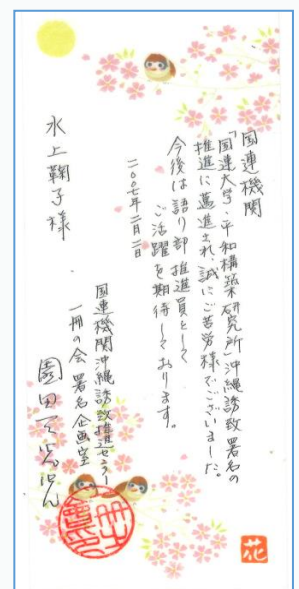 国連機関
「国連大学・平和構築研究所」沖縄誘致署名の
推進に邁進され、誠にご苦労様でございました。
今後は語り部推進員として
ご活躍を期待しております。
二〇〇七年二月二日
国連機関沖縄誘致推進センター
一冊の会 署名企画室
園田天光光
水上鞠子様
花